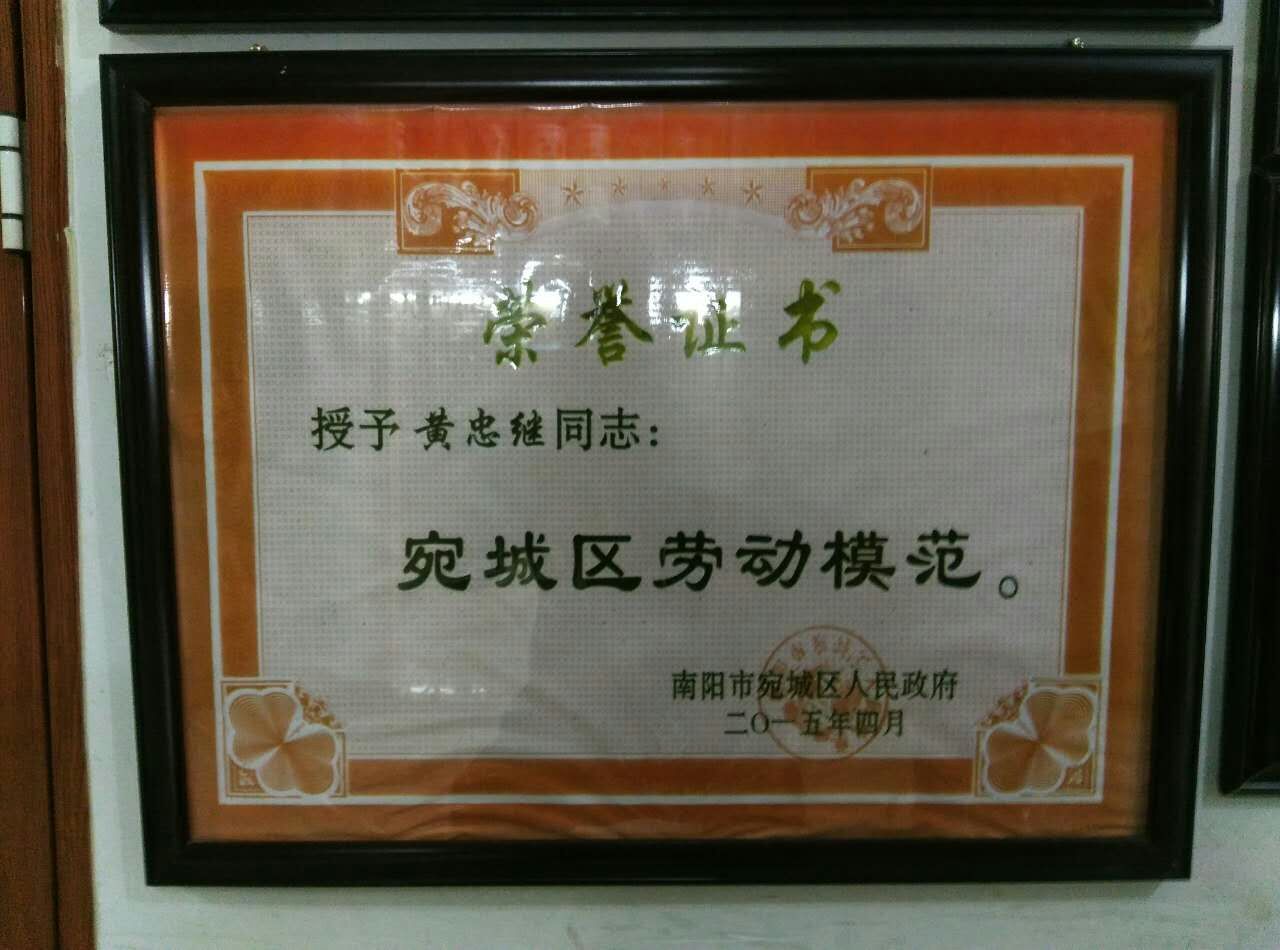 荣誉证书
授予黄忠继同志：
宛城区劳动模范。
南阳市宛城区人民政府
二〇一五年四月